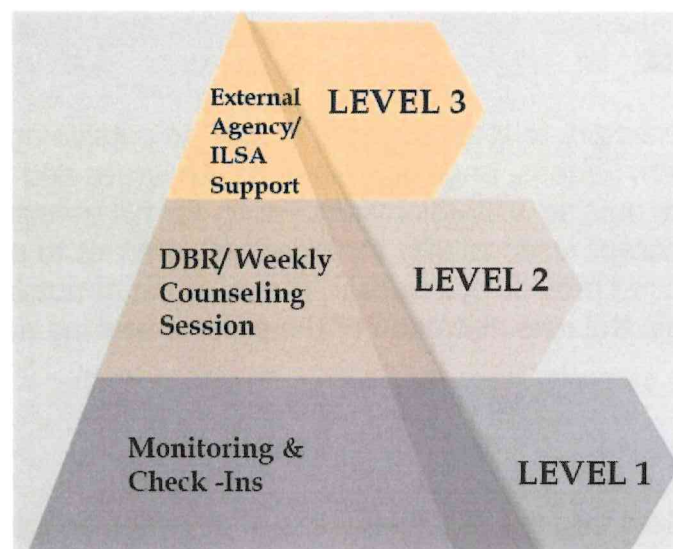 External
Agency/
ILSA
Support
LEVEL 3
DBR/ Weekly
Counseling
Session
LEVEL 2
Monitoring &
Check -Ins
LEVEL 1